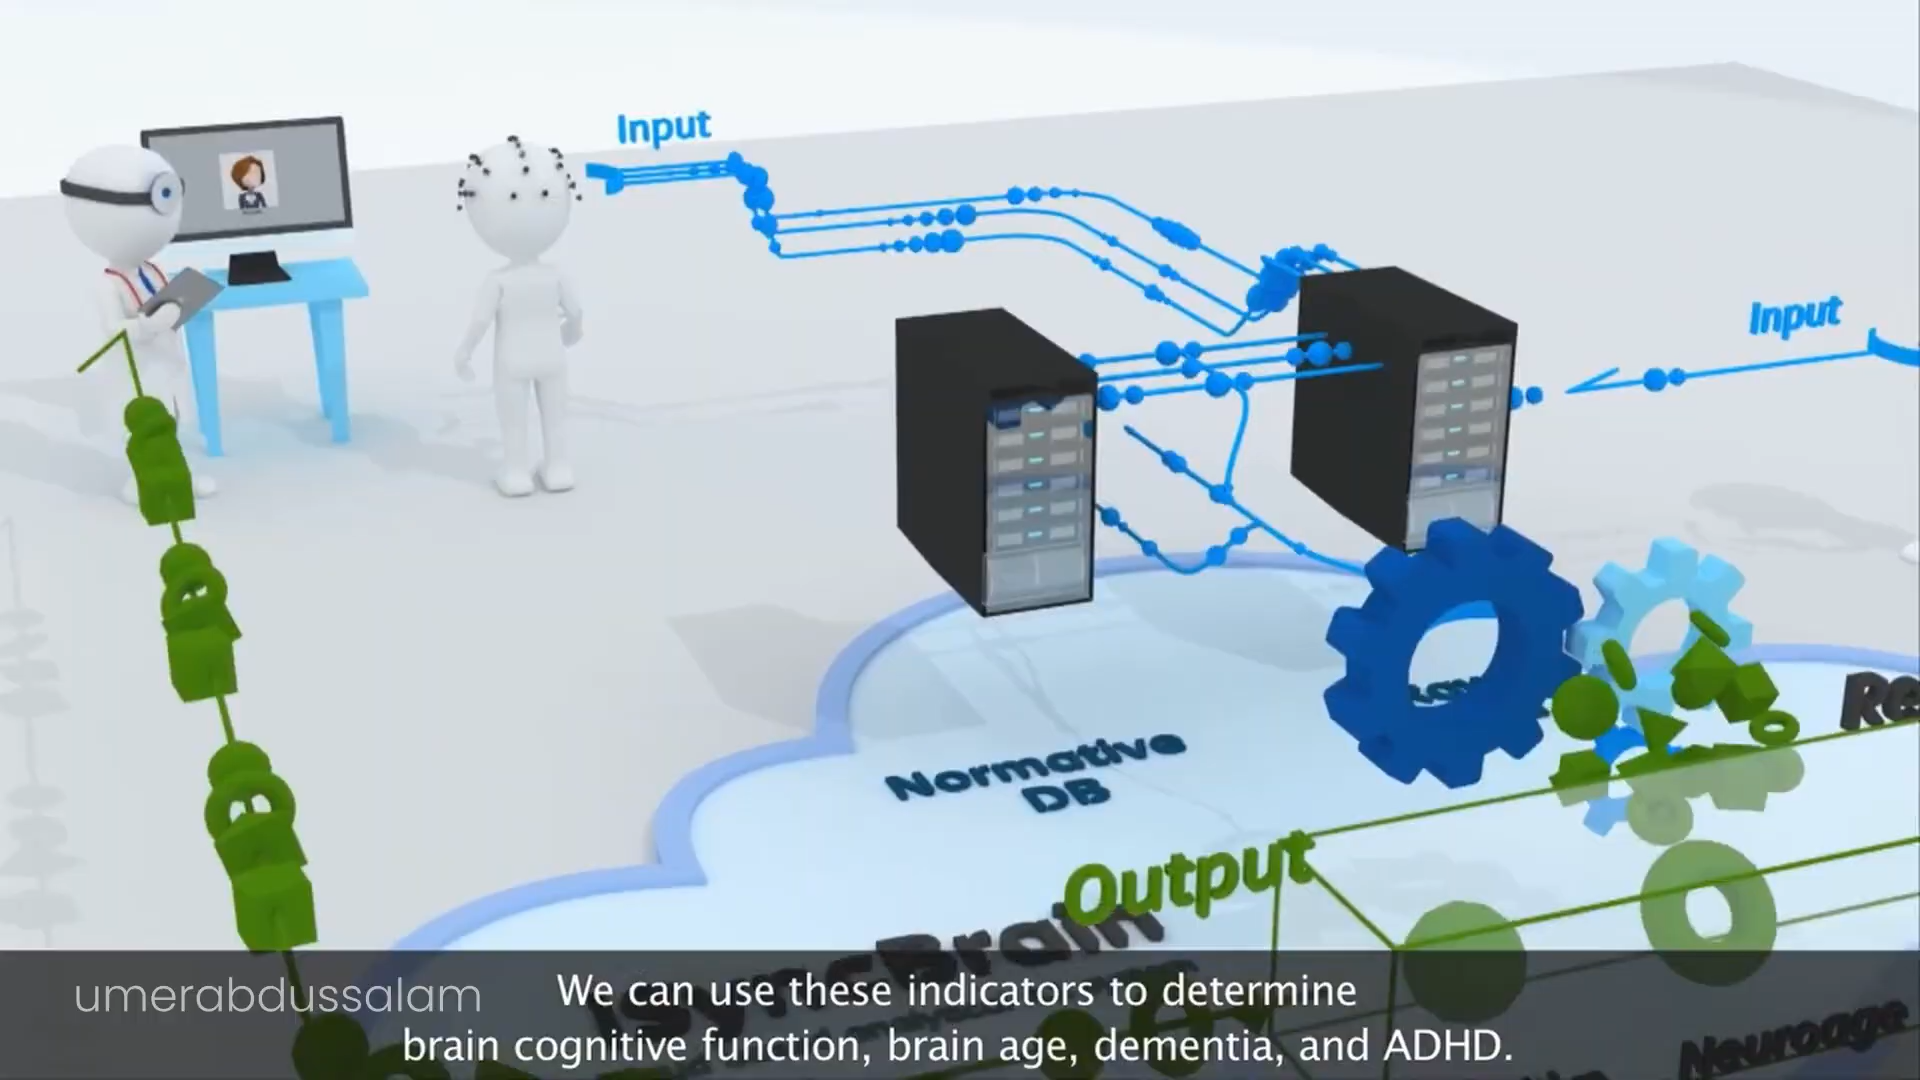 Input
Input
Normative
DB
Output
iSyncBrain
Neuroage
umerabdussalam
We can use these indicators to determine
brain cognitive function, brain age, dementia, and ADHD.